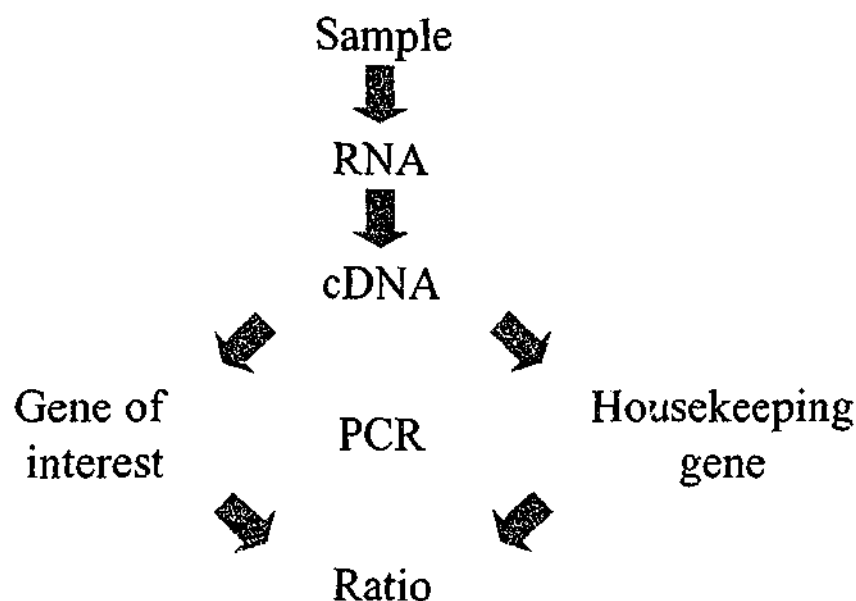 Sample
RNA
cDNA
Gene of
interest
PCR
Housekeeping
gene
Ratio